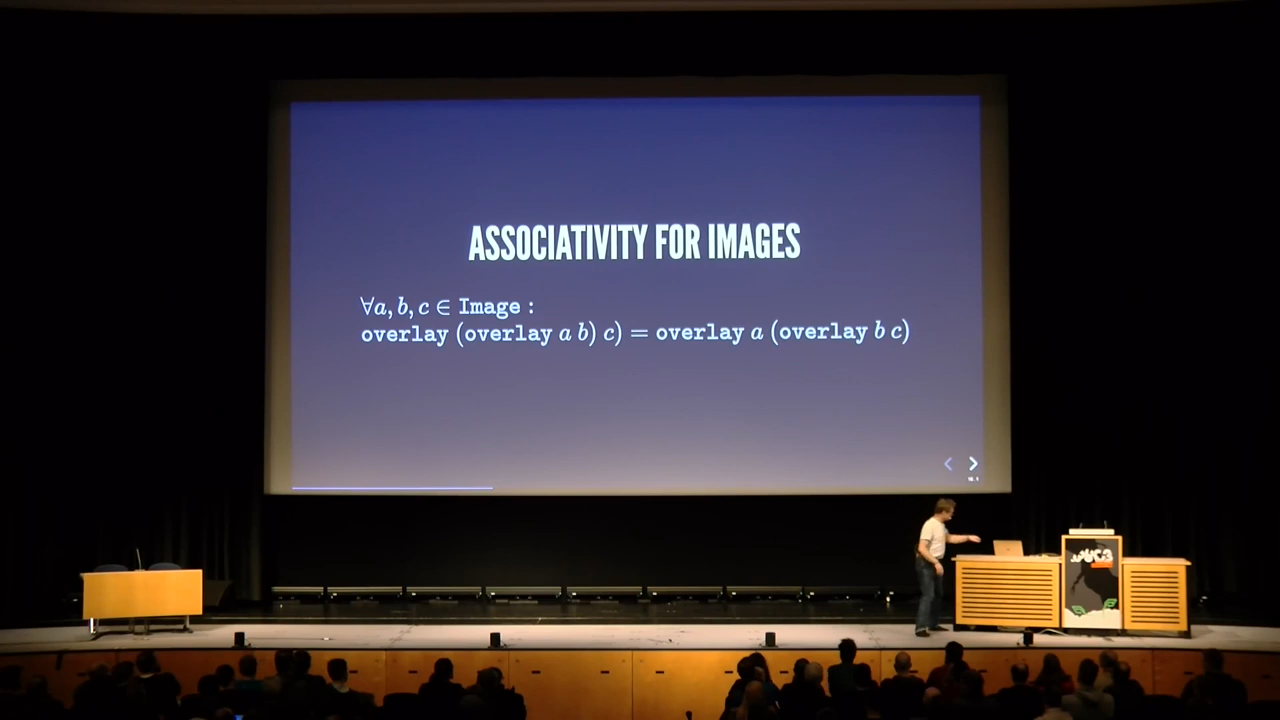 ASSOCIATIVITY FOR IMAGES
∀a, b, c ∈ Image :
overlay (overlay a b) c) = overlay a (overlay b c)